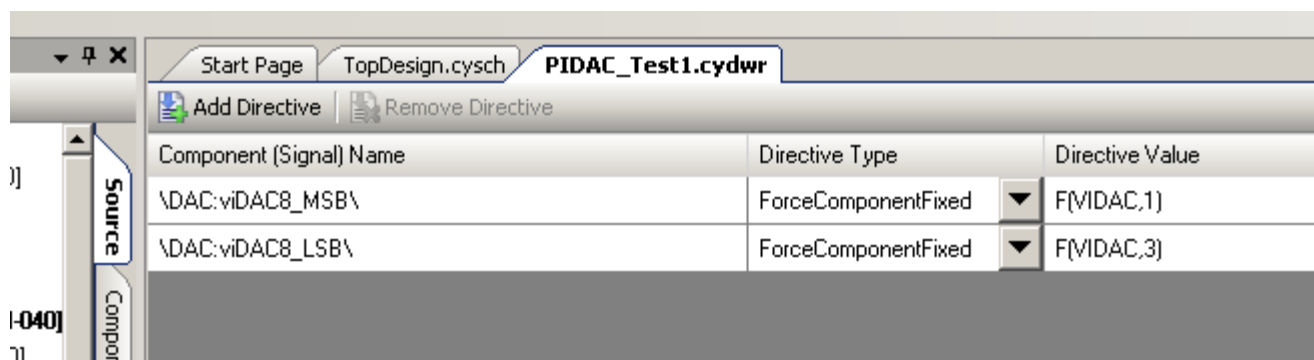 Start Page TopDesign.cysch PIDAC_Test1.cydwr
Add Directive Remove Directive
Component (Signal) Name Directive Type Directive Value
\DAC:viDAC8_MSB\ ForceComponentFixed F(VIDAC,1)
\DAC:viDAC8_LSB\ ForceComponentFixed F(VIDAC,3)
Source
-040]